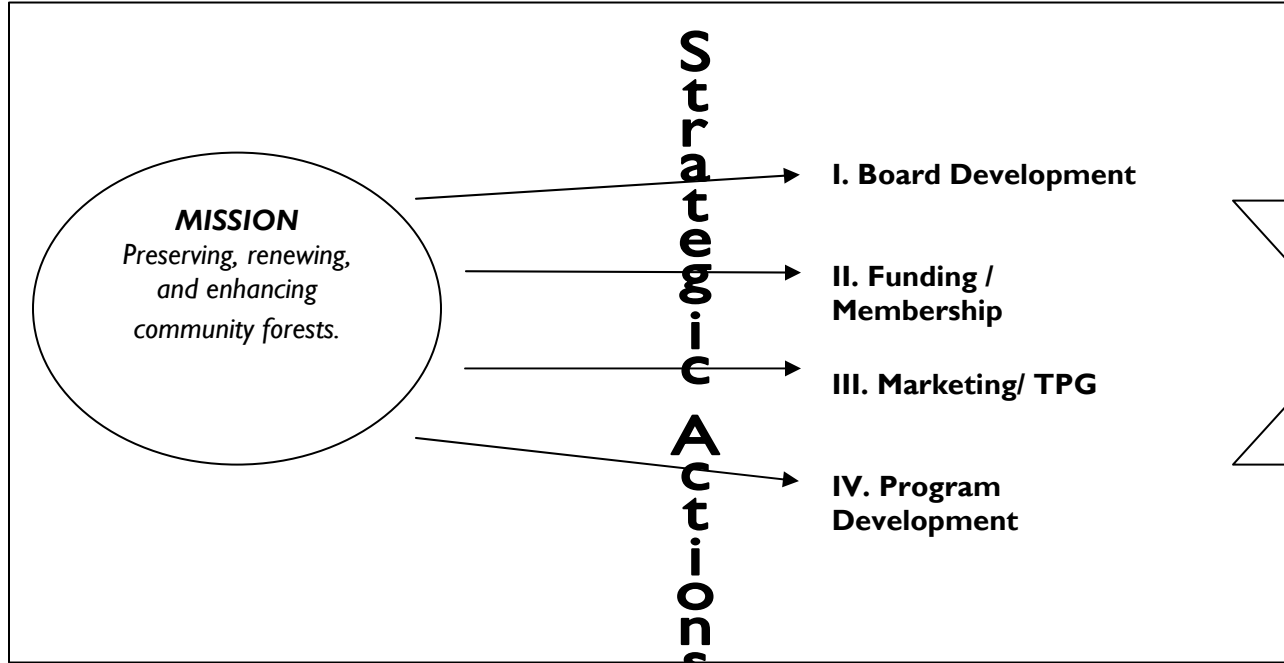 MISSION
Preserving, renewing,
and enhancing
community forests.
Strategic Actions
I. Board Development
II. Funding /
Membership
III. Marketing/ TPG
IV. Program
Development